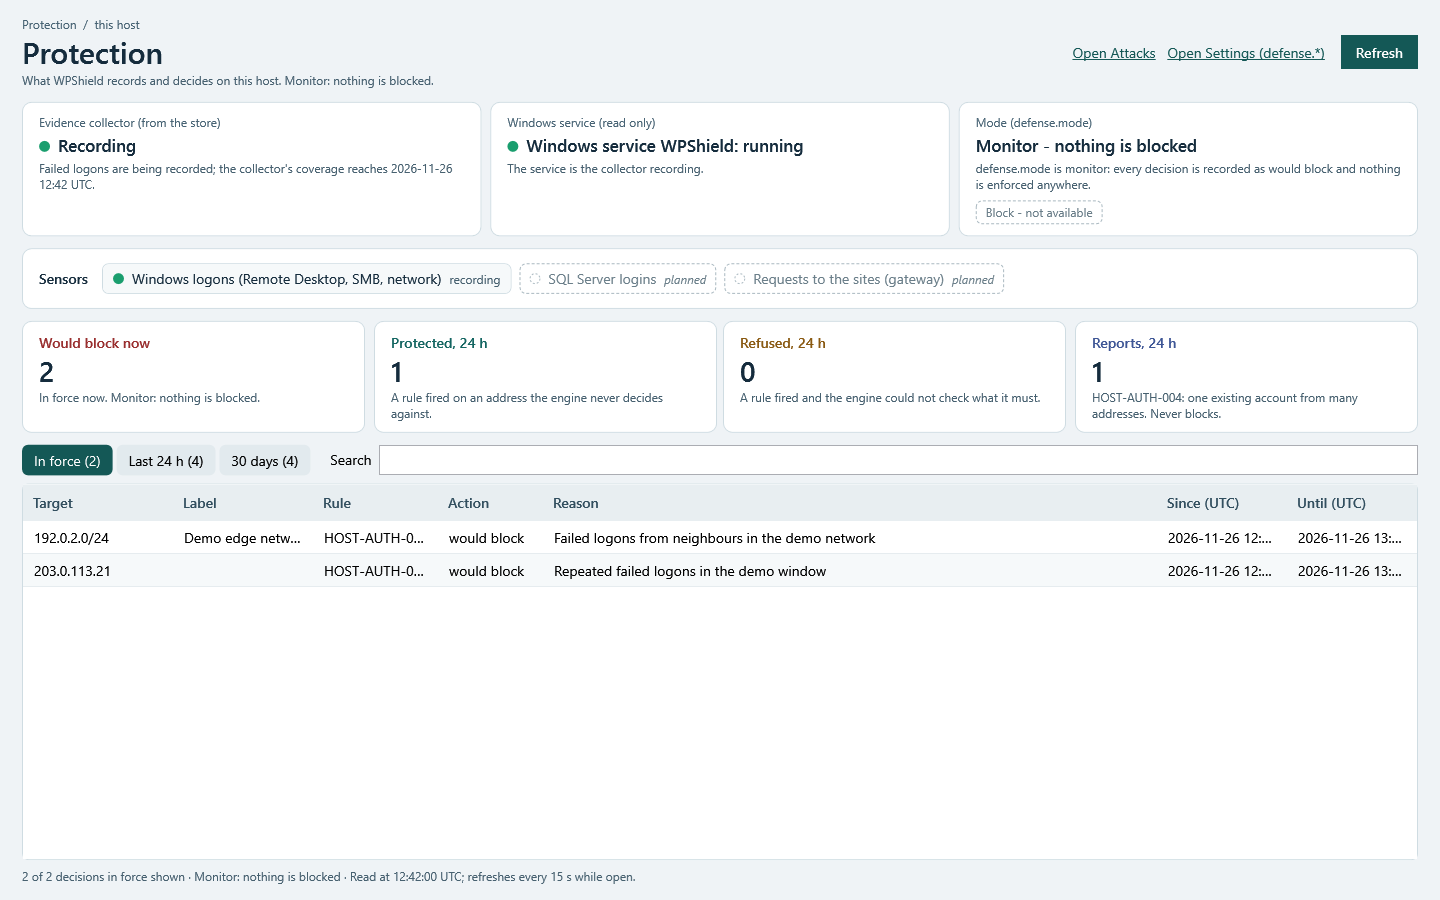 Protection / this host
Protection
Open Attacks Open Settings (defense.*) Refresh
What WPShield records and decides on this host. Monitor: nothing is blocked.
Evidence collector (from the store)
Recording
Failed logons are being recorded; the collector's coverage reaches 2026-11-26
12:42 UTC.
Windows service (read only)
Windows service WPShield: running
The service is the collector recording.
Mode (defense.mode)
Monitor - nothing is blocked
defense.mode is monitor: every decision is recorded as would block and nothing
is enforced anywhere.
Block - not available
Sensors Windows logons (Remote Desktop, SMB, network) recording SQL Server logins planned Requests to the sites (gateway) planned
Would block now
2
In force now. Monitor: nothing is blocked.
Protected, 24 h
1
A rule fired on an address the engine never decides
against.
Refused, 24 h
0
A rule fired and the engine could not check what it must.
Reports, 24 h
1
HOST-AUTH-004: one existing account from many
addresses. Never blocks.
In force (2) Last 24 h (4) 30 days (4) Search
Target Label Rule Action Reason Since (UTC) Until (UTC)
192.0.2.0/24 Demo edge netw... HOST-AUTH-0... would block Failed logons from neighbours in the demo network 2026-11-26 12:... 2026-11-26 13:...
203.0.113.21 HOST-AUTH-0... would block Repeated failed logons in the demo window 2026-11-26 12:... 2026-11-26 13:...
2 of 2 decisions in force shown · Monitor: nothing is blocked · Read at 12:42:00 UTC; refreshes every 15 s while open.